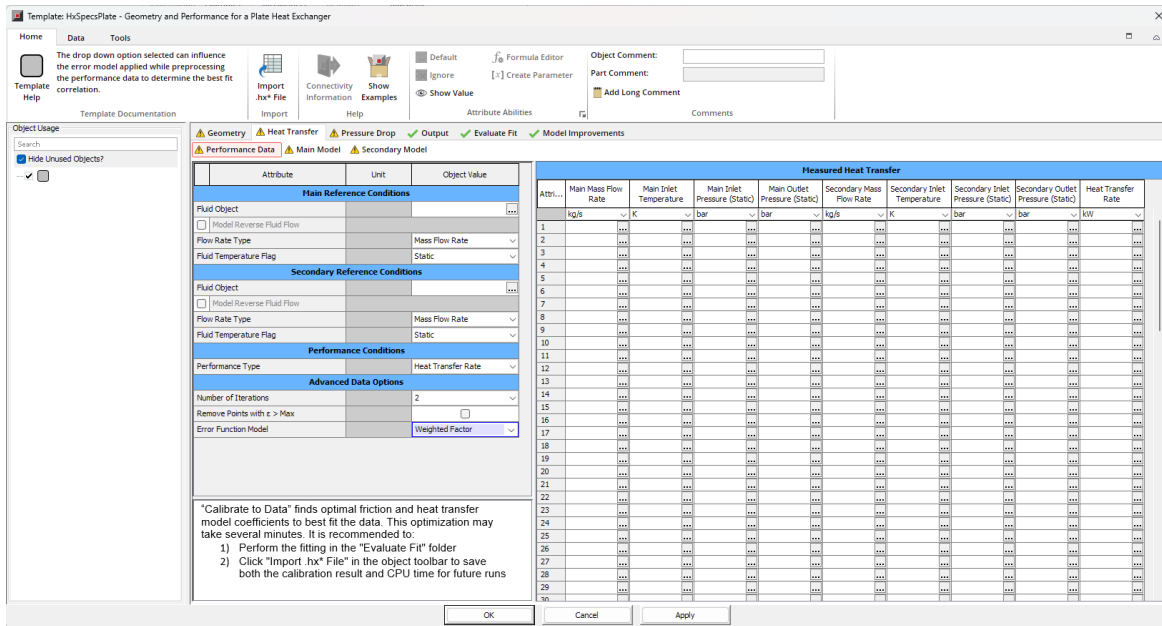 Template: HxSpecsPlate - Geometry and Performance for a Plate Heat Exchanger
Home Data Tools
The drop down option selected can influence
the error model applied while preprocessing
the performance data to determine the best fit
correlation.
Template
Help
Template Documentation
Import
.hx* File
Import
Connectivity
Information
Show
Examples
Help
Default
Ignore
Show Value
Formula Editor
[x] Create Parameter
Attribute Abilities
Object Comment:
Part Comment:
Add Long Comment
Comments
Object Usage
Search
Hide Unused Objects?
Geometry Heat Transfer Pressure Drop Output Evaluate Fit Model Improvements
Performance Data Main Model Secondary Model
Attribute Unit Object Value
Main Reference Conditions
Fluid Object ...
Model Reverse Fluid Flow
Flow Rate Type Mass Flow Rate
Fluid Temperature Flag Static
Secondary Reference Conditions
Fluid Object ...
Model Reverse Fluid Flow
Flow Rate Type Mass Flow Rate
Fluid Temperature Flag Static
Performance Conditions
Performance Type Heat Transfer Rate
Advanced Data Options
Number of Iterations 2
Remove Points with ε > Max
Error Function Model Weighted Factor
"Calibrate to Data" finds optimal friction and heat transfer
model coefficients to best fit the data. This optimization may
take several minutes. It is recommended to:
1) Perform the fitting in the "Evaluate Fit" folder
2) Click "Import .hx* File" in the object toolbar to save
both the calibration result and CPU time for future runs
Measured Heat Transfer
Attri... Main Mass Flow Rate Main Inlet Temperature Main Inlet Pressure (Static) Main Outlet Pressure (Static) Secondary Mass Flow Rate Secondary Inlet Temperature Secondary Inlet Pressure (Static) Secondary Outlet Pressure (Static) Heat Transfer Rate
kg/s K bar bar kg/s K bar bar kW
1
2
3
4
5
6
7
8
9
10
11
12
13
14
15
16
17
18
19
20
21
22
23
24
25
26
27
28
29
30
OK Cancel Apply